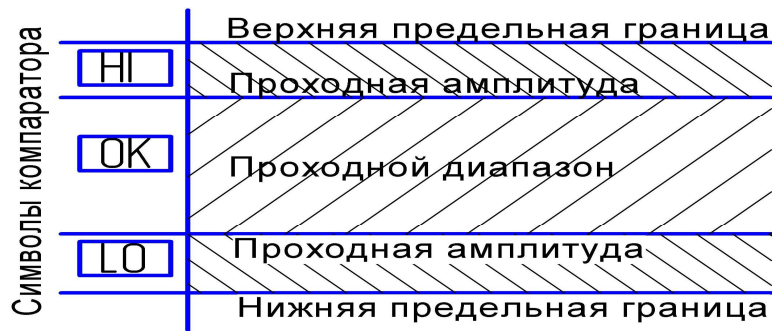 Символы компаратора
Верхняя предельная граница
HI
Проходная амплитуда
OK
Проходной диапазон
Проходная амплитуда
LO
Нижняя предельная граница